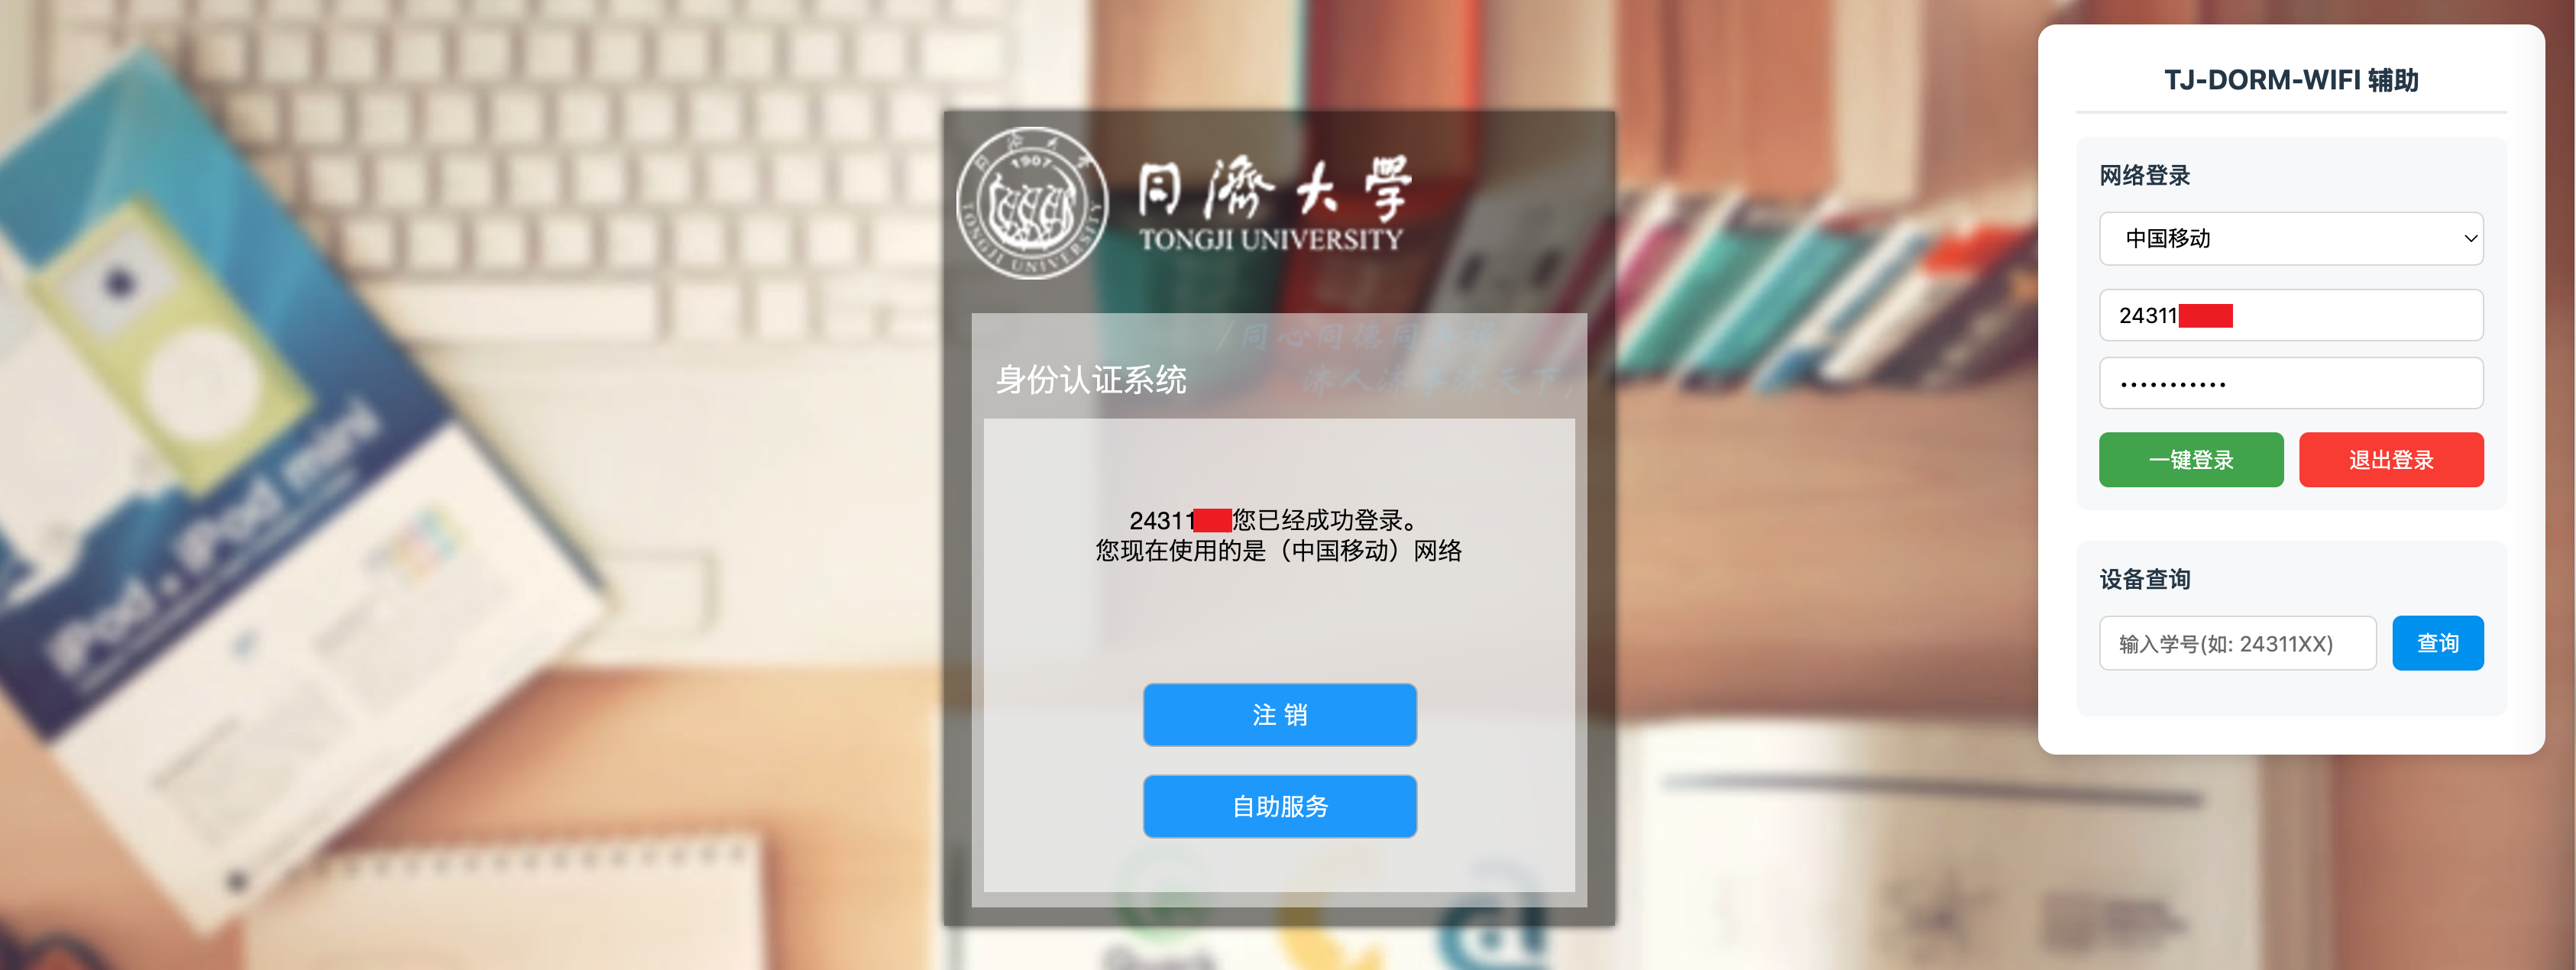 同濟大學
TONGJI UNIVERSITY
1907
TONGJI UNIVERSITY
同心同德同舟楫
济人济事济天下
身份认证系统
24311
您已经成功登录。
您现在使用的是（中国移动）网络
注 销
自助服务
TJ-DORM-WIFI 辅助
网络登录
中国移动
24311
•••••••••••
一键登录
退出登录
设备查询
输入学号(如: 24311XX)
查询
iPod + iPod mini